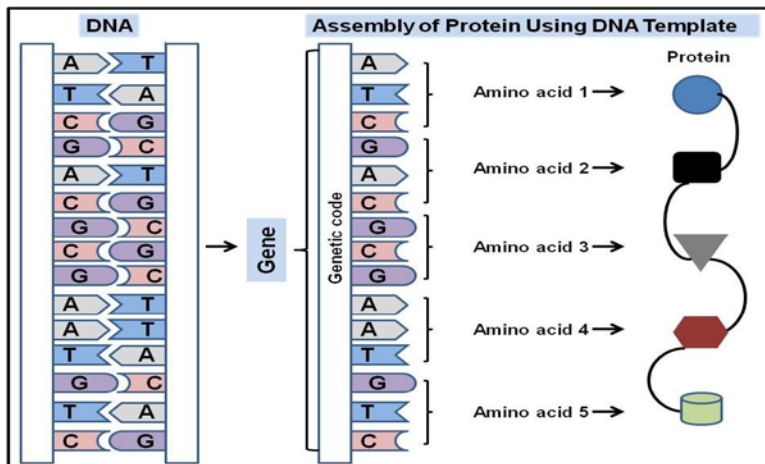 DNA
Assembly of Protein Using DNA Template
Protein
A T
T A
C G
G C
A T
C G
G C
C G
G C
A T
A T
T A
G C
T A
C G
Gene
Genetic code
A
T
C
G
A
C
G
C
G
A
A
T
G
T
C
Amino acid 1
Amino acid 2
Amino acid 3
Amino acid 4
Amino acid 5